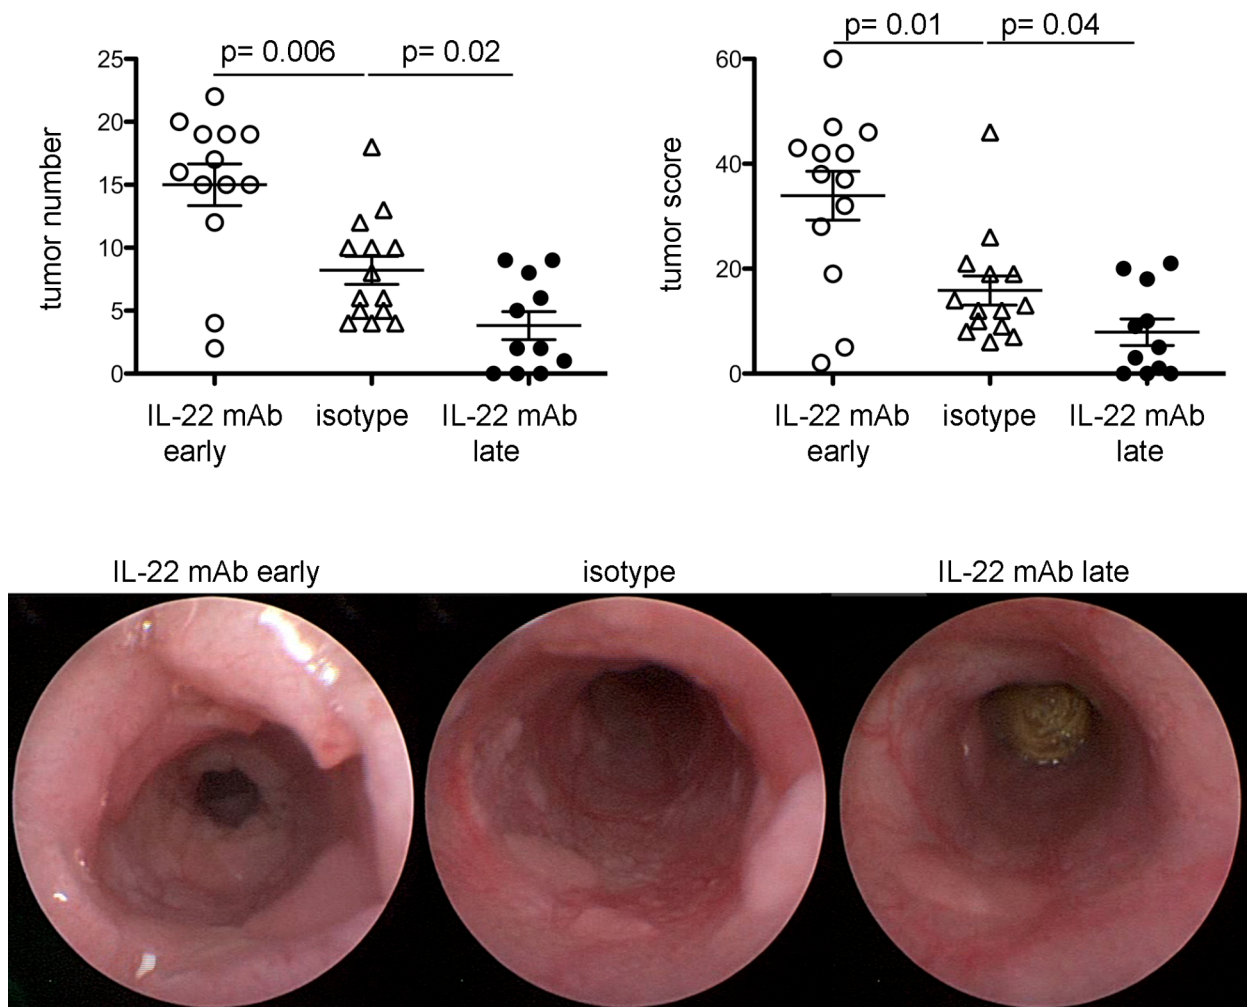 p= 0.006
p= 0.02
25
20
15
10
5
0
tumor number
IL-22 mAb early
isotype
IL-22 mAb late
p= 0.01
p= 0.04
60
40
20
0
tumor score
IL-22 mAb early
isotype
IL-22 mAb late
IL-22 mAb early
isotype
IL-22 mAb late